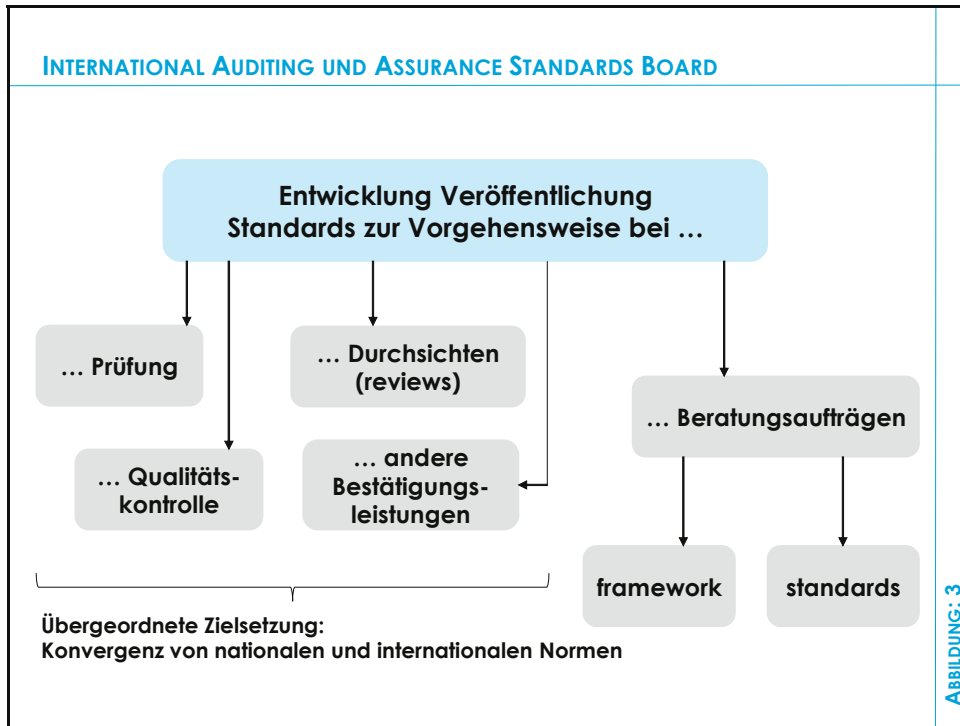 INTERNATIONAL AUDITING UND ASSURANCE STANDARDS BOARD
Entwicklung Veröffentlichung
Standards zur Vorgehensweise bei …
… Prüfung
… Durchsichten
(reviews)
… Beratungsaufträgen
… Qualitäts-
kontrolle
… andere
Bestätigungs-
leistungen
framework
standards
Übergeordnete Zielsetzung:
Konvergenz von nationalen und internationalen Normen
ABBILDUNG: 3